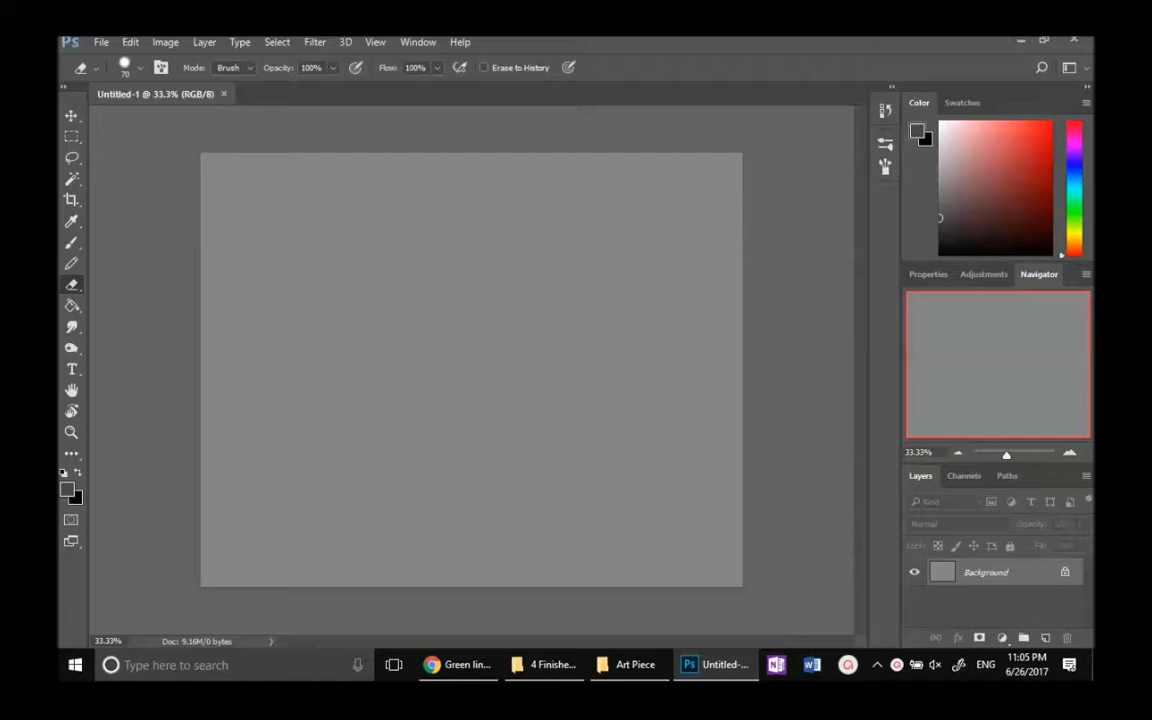 Ps File Edit Image Layer Type Select Filter 3D View Window Help
70 Mode: Brush Opacity: 100% Flow: 100% Erase to History
Untitled-1 @ 33.3% (RGB/8) ×
Color Swatches
Properties Adjustments Navigator
33.33%
Layers Channels Paths
Kind
Normal Opacity:
Lock: Fill:
Background
33.33% Doc: 9.16M/0 bytes
Type here to search
Green lin...
4 Finishe...
Art Piece
Ps Untitled-...
ENG
11:05 PM
6/26/2017